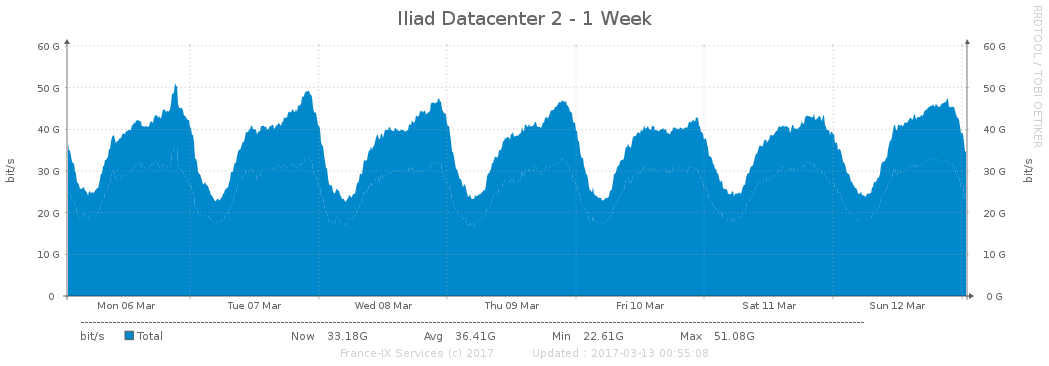 Iliad Datacenter 2 - 1 Week
RRDTOOL / TOBI OETIKER
bit/s
60 G
50 G
40 G
30 G
20 G
10 G
0
60 G
50 G
40 G
30 G
20 G
10 G
0 G
bit/s
Mon 06 Mar Tue 07 Mar Wed 08 Mar Thu 09 Mar Fri 10 Mar Sat 11 Mar Sun 12 Mar
bit/s Total Now 33.18G Avg 36.41G Min 22.61G Max 51.08G
France-IX Services (c) 2017 Updated : 2017-03-13 00:55:08